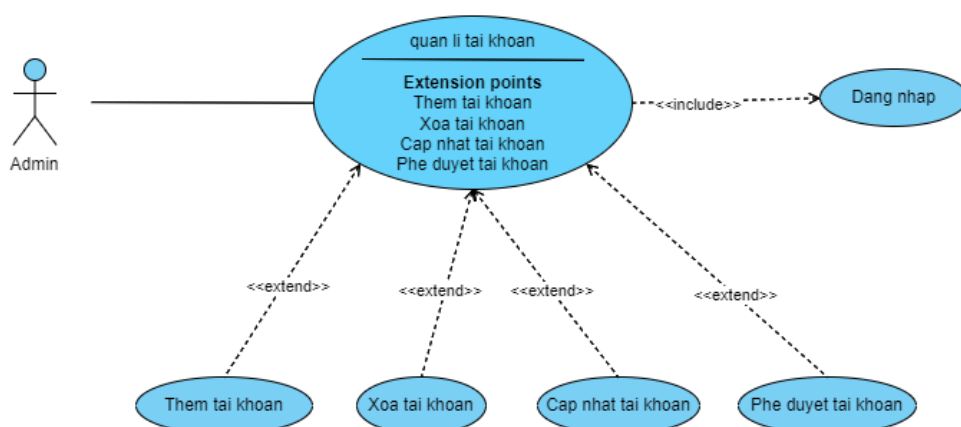 quan li tai khoan
Extension points
Them tai khoan
Xoa tai khoan
Cap nhat tai khoan
Phe duyet tai khoan
<<include>>
Dang nhap
Admin
<<extend>>
<<extend>>
<<extend>>
<<extend>>
Them tai khoan
Xoa tai khoan
Cap nhat tai khoan
Phe duyet tai khoan